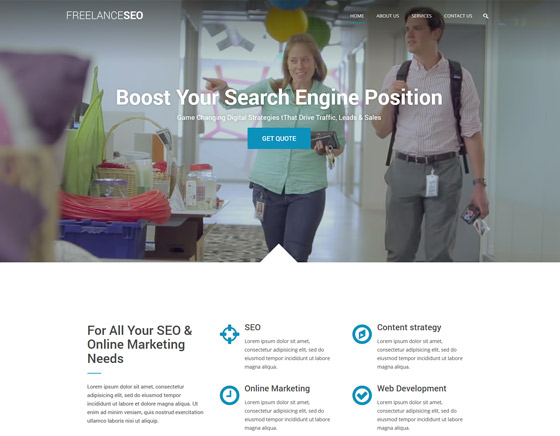 FREELANCESEO
HOME ABOUT US SERVICES CONTACT US
Boost Your Search Engine Position
Game Changing Digital Strategies tThat Drive Traffic, Leads & Sales
GET QUOTE
For All Your SEO &
Online Marketing
Needs
Lorem ipsum dolor sit amet,
consectetur adipiscing elit, sed do
eiusmod tempor incididunt ut
labore et dolore magna aliqua. Ut
enim ad minim veniam, quis nostrud exercitation
ullamco laboris nisi ut aliquip.
SEO
Lorem ipsum dolor sit amet,
consectetur adipisicing elit, sed do
eiusmod tempor incididunt ut labore
magna aliqua.
Content strategy
Lorem ipsum dolor sit amet,
consectetur adipisicing elit, sed do
eiusmod tempor incididunt ut labore
magna aliqua.
Online Marketing
Lorem ipsum dolor sit amet,
consectetur adipisicing elit, sed do
eiusmod tempor incididunt ut labore
magna aliqua.
Web Development
Lorem ipsum dolor sit amet,
consectetur adipisicing elit, sed do
eiusmod tempor incididunt ut labore
magna aliqua.